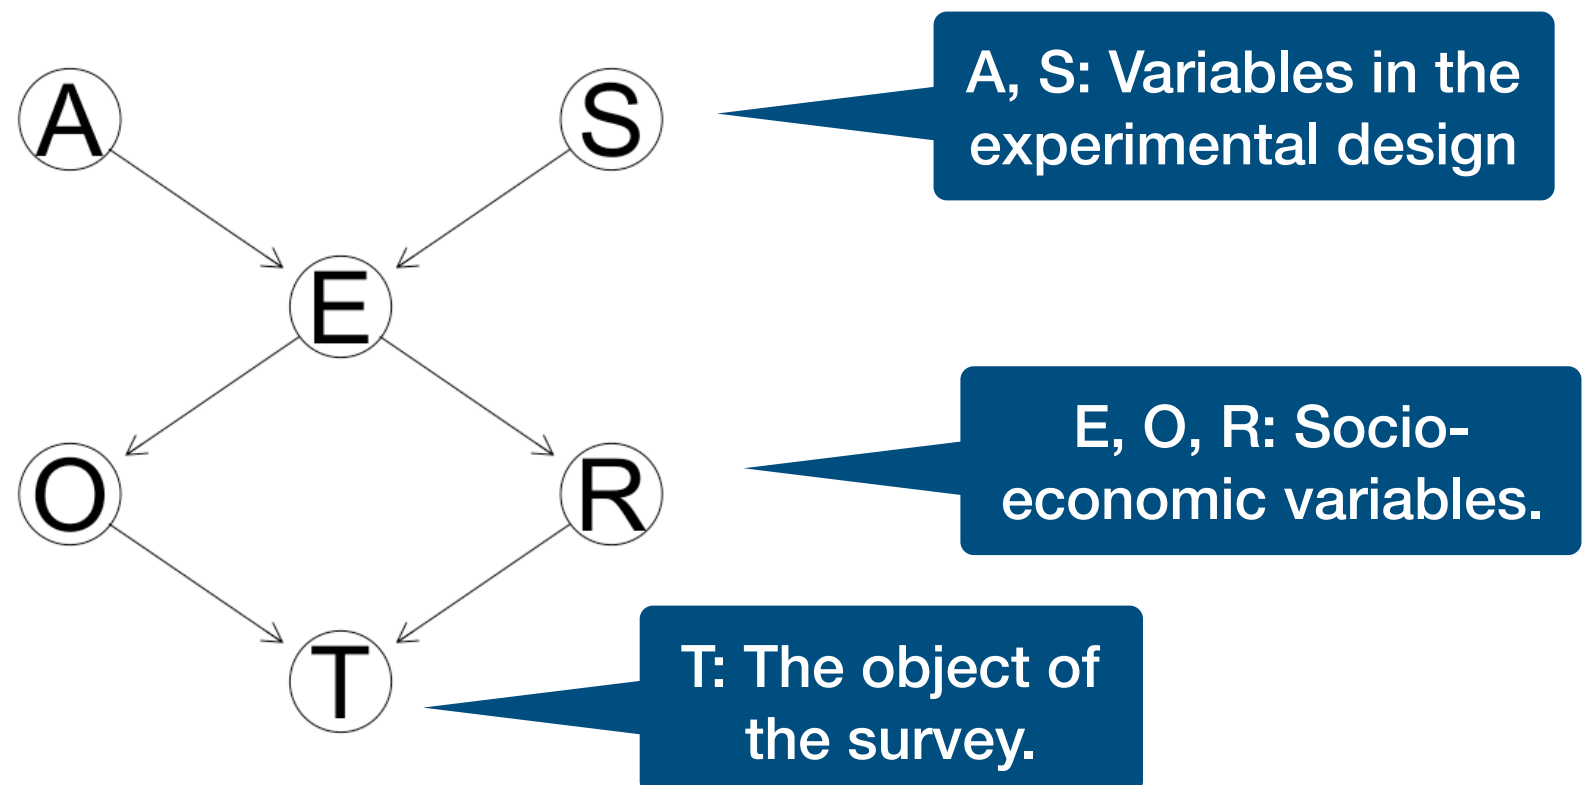 A
S
A, S: Variables in the
experimental design
E
E, O, R: Socio-
economic variables.
O
R
T
T: The object of
the survey.